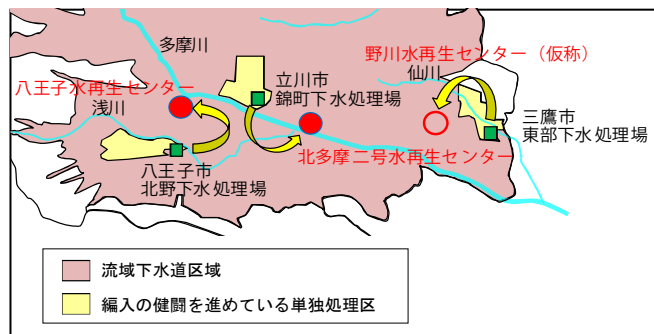 多摩川
野川水再生センター（仮称）
仙川
八王子水再生センター
立川市
錦町下水処理場
浅川
三鷹市
東部下水処理場
北多摩二号水再生センター
八王子市
北野下水処理場
流域下水道区域
編入の健闘を進めている単独処理区